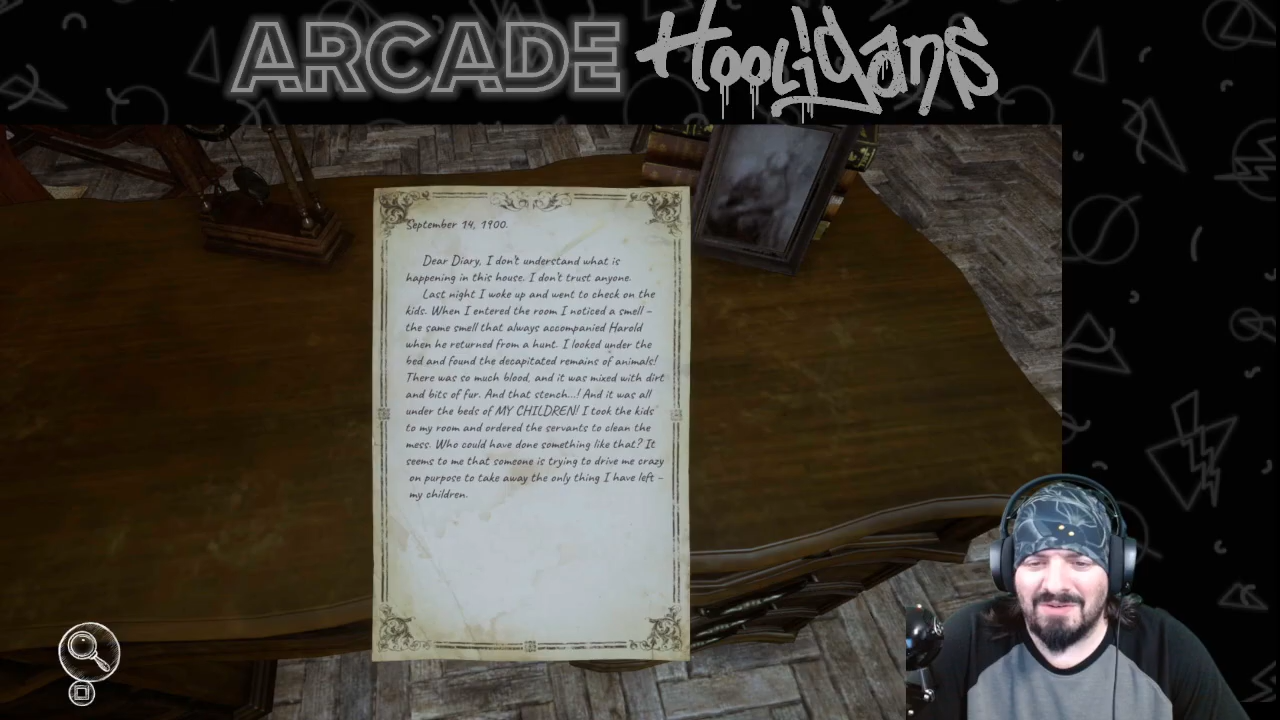 ARCADE Hooligans
September 14, 1900.
Dear Diary, I don't understand what is
happening in this house. I don't trust anyone.
Last night I woke up and went to check on the
kids. When I entered the room I noticed a smell –
the same smell that always accompanied Harold
when he returned from a hunt. I looked under the
bed and found the decapitated remains of animals!
There was so much blood, and it was mixed with dirt
and bits of fur. And that stench...! And it was all
under the beds of MY CHILDREN! I took the kids
to my room and ordered the servants to clean the
mess. Who could have done something like that? It
seems to me that someone is trying to drive me crazy
on purpose to take away the only thing I have left –
my children.